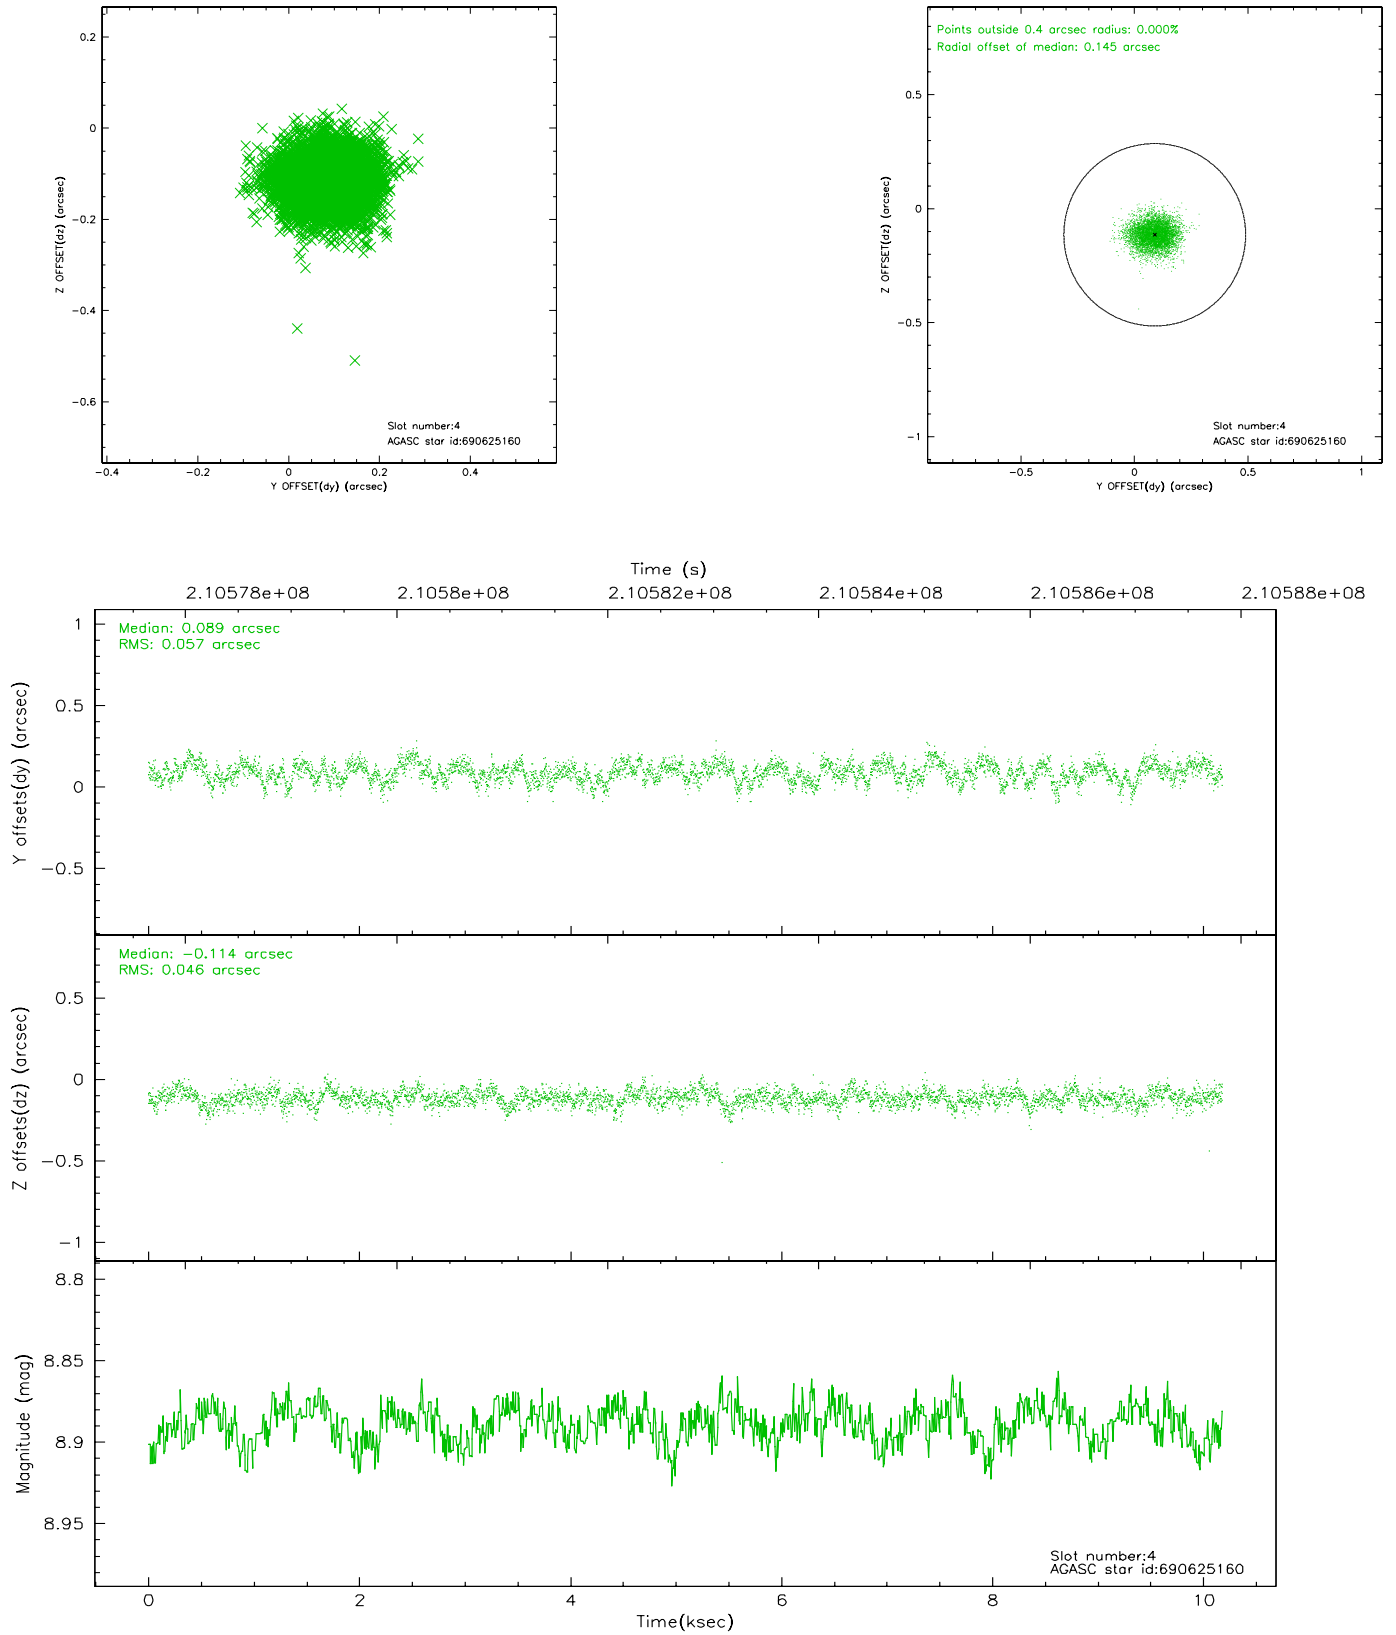 0.2
0
−0.2
−0.4
−0.6
Z OFFSET(dz) (arcsec)
Slot number:4
AGASC star id:690625160
−0.4 −0.2 0 0.2 0.4
Y OFFSET(dy) (arcsec)
Points outside 0.4 arcsec radius: 0.000%
Radial offset of median: 0.145 arcsec
0.5
0
−0.5
−1
Z OFFSET(dz) (arcsec)
Slot number:4
AGASC star id:690625160
−0.5 0 0.5 1
Y OFFSET(dy) (arcsec)
Time (s)
2.10578e+08 2.1058e+08 2.10582e+08 2.10584e+08 2.10586e+08 2.10588e+08
Median: 0.089 arcsec
RMS: 0.057 arcsec
1
0.5
0
−0.5
Y offsets(dy) (arcsec)
Median: −0.114 arcsec
RMS: 0.046 arcsec
0.5
0
−0.5
−1
Z offsets(dz) (arcsec)
8.8
8.85
8.9
8.95
Magnitude (mag)
Slot number:4
AGASC star id:690625160
0 2 4 6 8 10
Time(ksec)